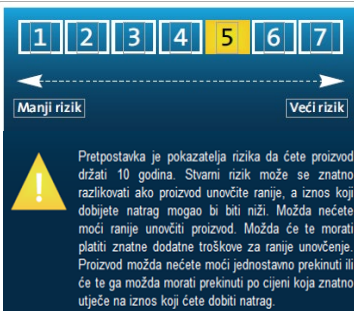 1 2 3 4 5 6 7
Manji rizik Veći rizik
Pretpostavka je pokazatelja rizika da ćete proizvod
držati 10 godina. Stvarni rizik može se znatno
razlikovati ako proizvod unovčite ranije, a iznos koji
dobijete natrag mogao bi biti niži. Možda nećete
moći ranije unovčiti proizvod. Možda će te morati
platiti znatne dodatne troškove za ranije unovčenje.
Proizvod možda nećete moći jednostavno prekinuti ili
će te ga možda morati prekinuti po cijeni koja znatno
utječe na iznos koji ćete dobiti natrag.